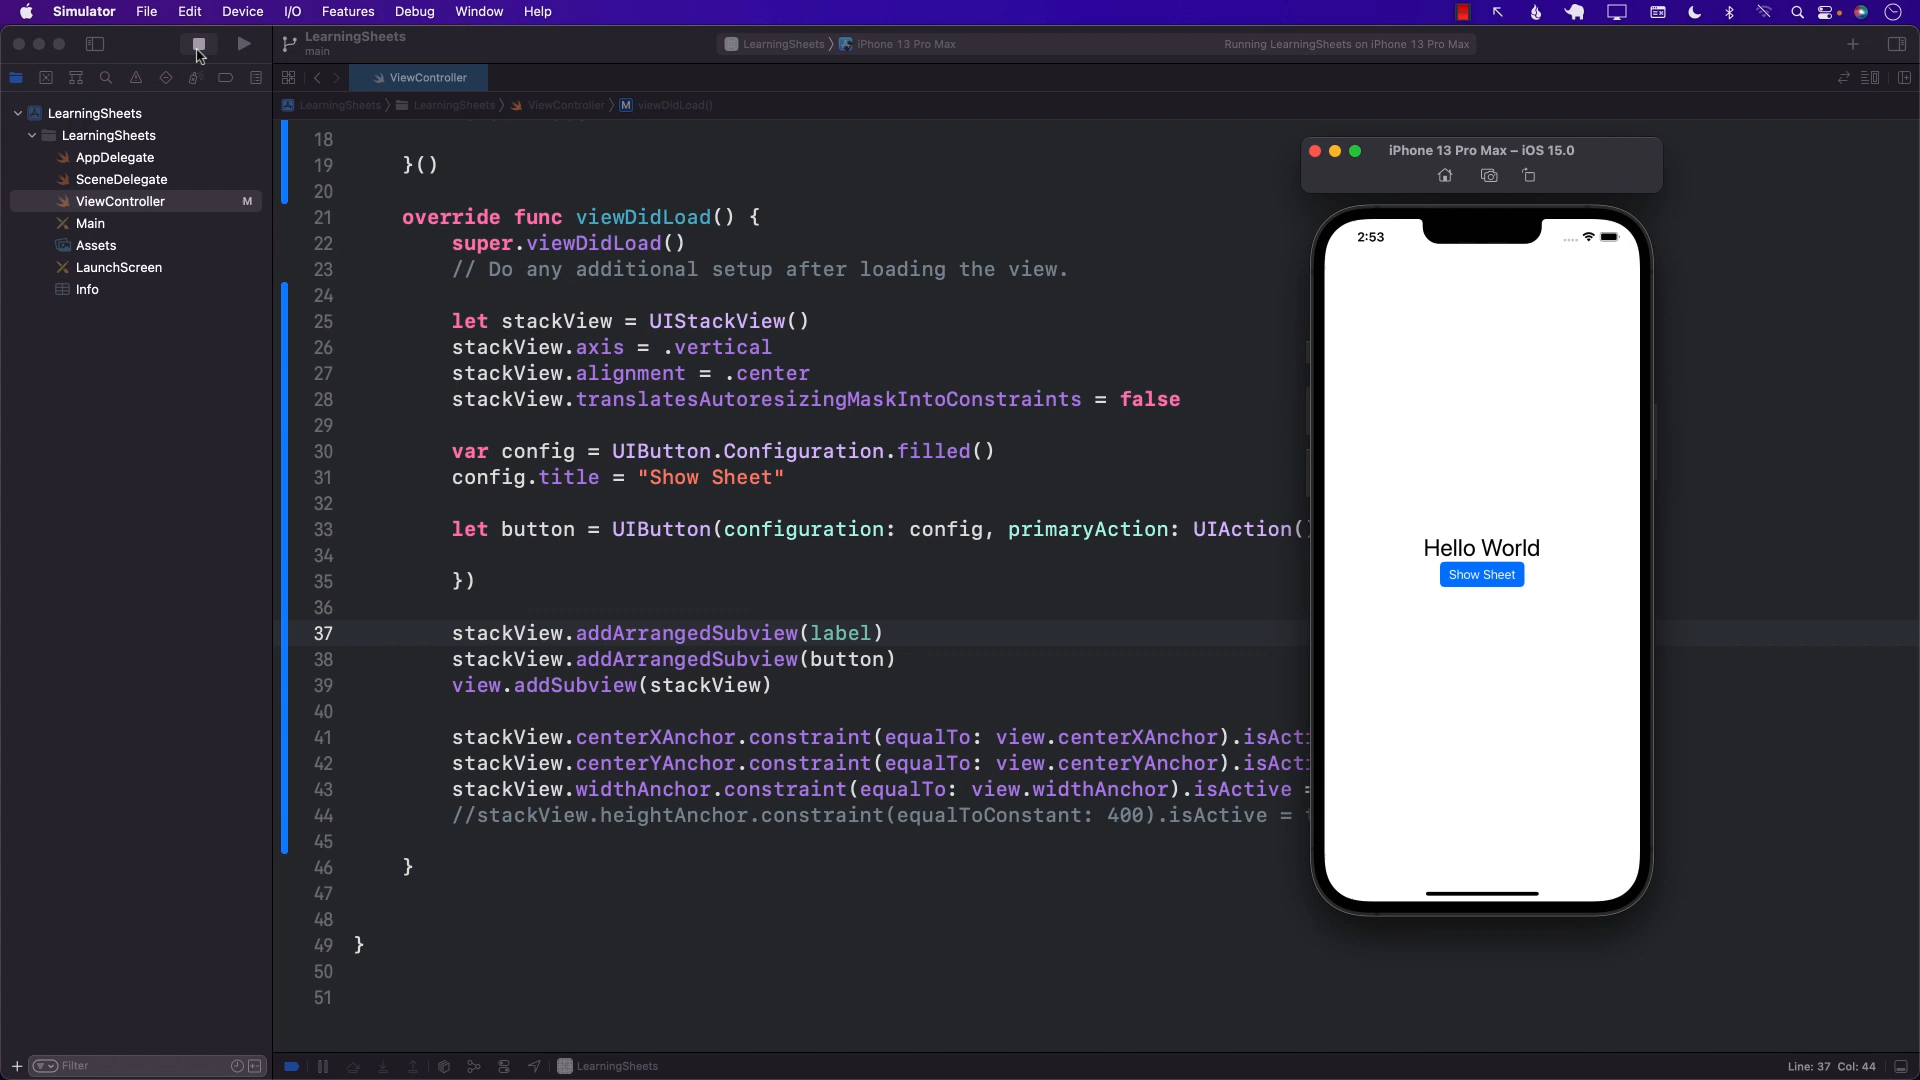 Simulator File Edit Device I/O Features Debug Window Help
LearningSheets
main
LearningSheets 〉 iPhone 13 Pro Max
Running LearningSheets on iPhone 13 Pro Max
ViewController
LearningSheets 〉 LearningSheets 〉 ViewController 〉 M viewDidLoad()
LearningSheets
LearningSheets
AppDelegate
SceneDelegate
ViewController M
Main
Assets
LaunchScreen
Info
18
19 }()
20
21 override func viewDidLoad() {
22 super.viewDidLoad()
23 // Do any additional setup after loading the view.
24
25 let stackView = UIStackView()
26 stackView.axis = .vertical
27 stackView.alignment = .center
28 stackView.translatesAutoresizingMaskIntoConstraints = false
29
30 var config = UIButton.Configuration.filled()
31 config.title = "Show Sheet"
32
33 let button = UIButton(configuration: config, primaryAction: UIAction()
34
35 })
36
37 stackView.addArrangedSubview(label)
38 stackView.addArrangedSubview(button)
39 view.addSubview(stackView)
40
41 stackView.centerXAnchor.constraint(equalTo: view.centerXAnchor).isActi
42 stackView.centerYAnchor.constraint(equalTo: view.centerYAnchor).isActi
43 stackView.widthAnchor.constraint(equalTo: view.widthAnchor).isActive =
44 //stackView.heightAnchor.constraint(equalToConstant: 400).isActive =
45
46 }
47
48
49 }
50
51
iPhone 13 Pro Max – iOS 15.0
2:53
Hello World
Show Sheet
Filter
LearningSheets
Line: 37 Col: 44